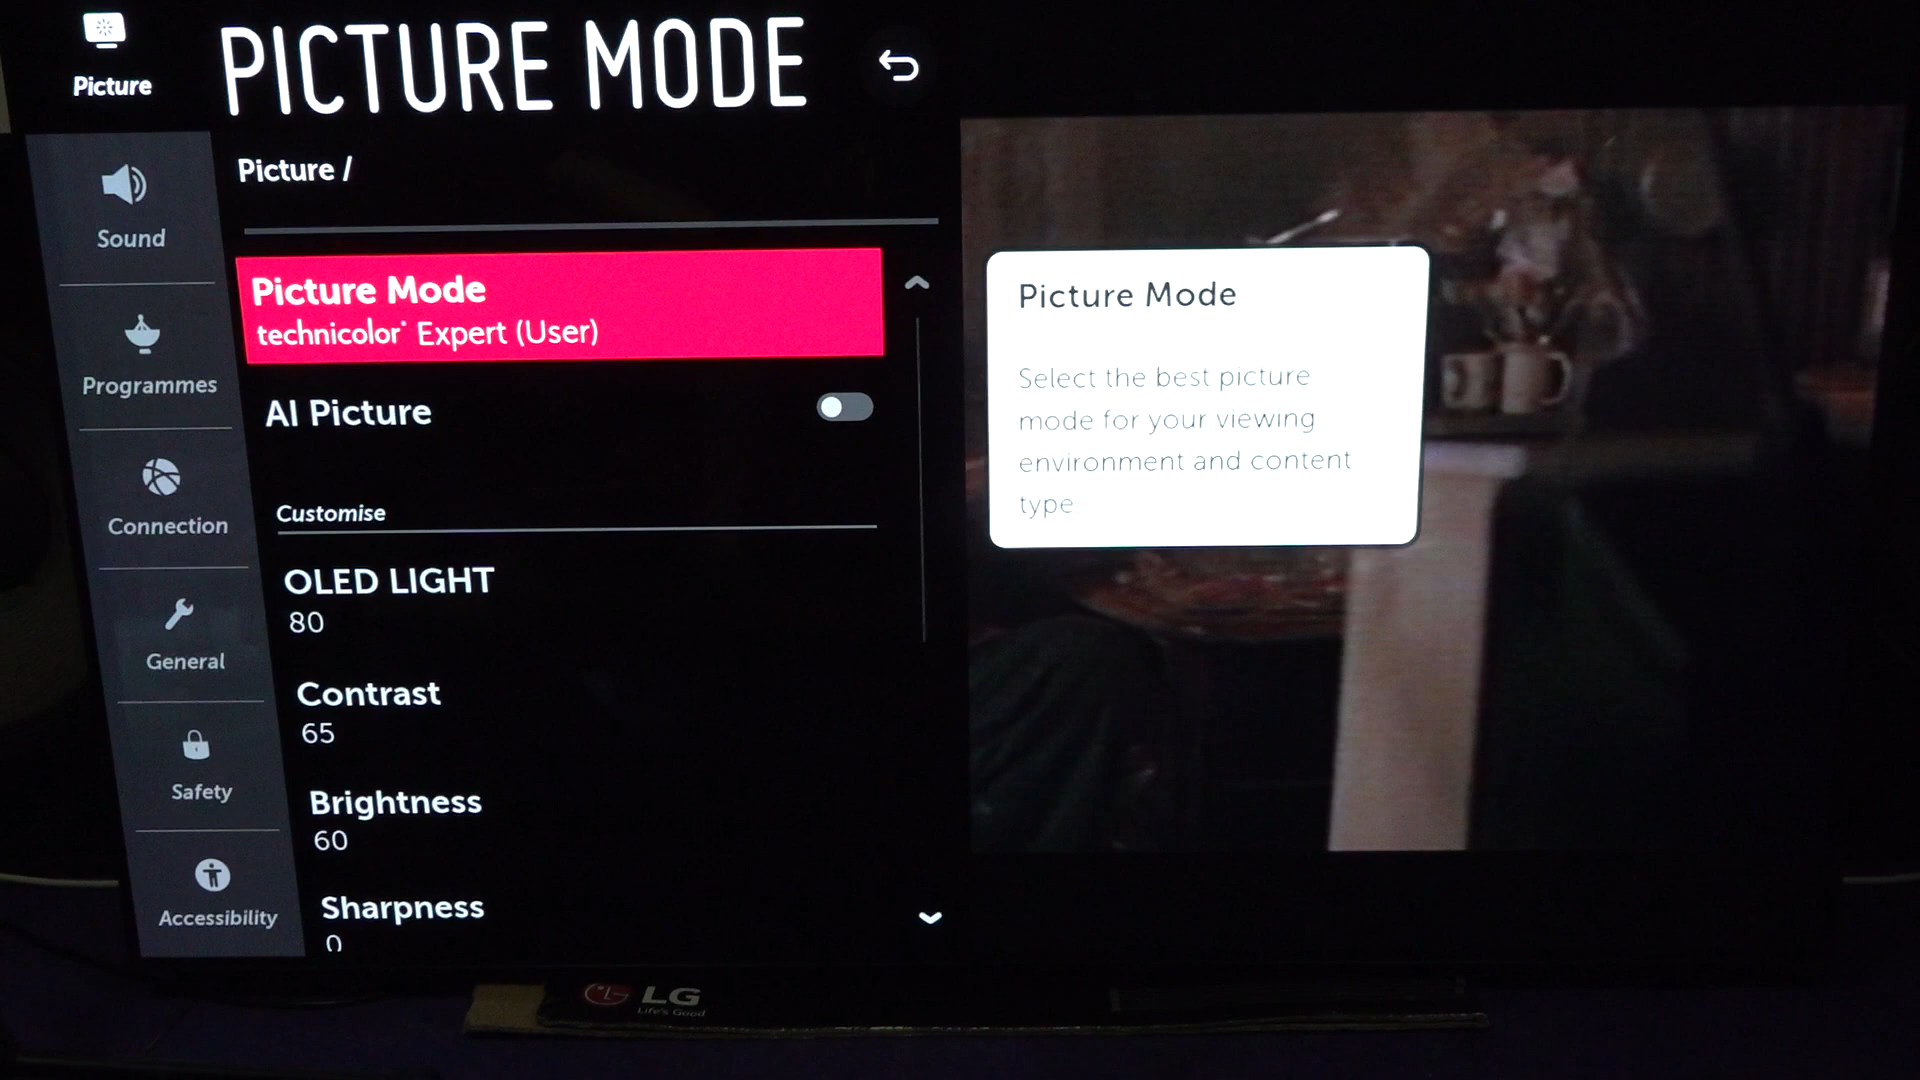 Picture
PICTURE MODE
Picture /
Sound
Programmes
Connection
General
Safety
Accessibility
Picture Mode
technicolor® Expert (User)
AI Picture
Customise
OLED LIGHT
80
Contrast
65
Brightness
60
Sharpness
0
Picture Mode
Select the best picture
mode for your viewing
environment and content
type
LG
Life's Good